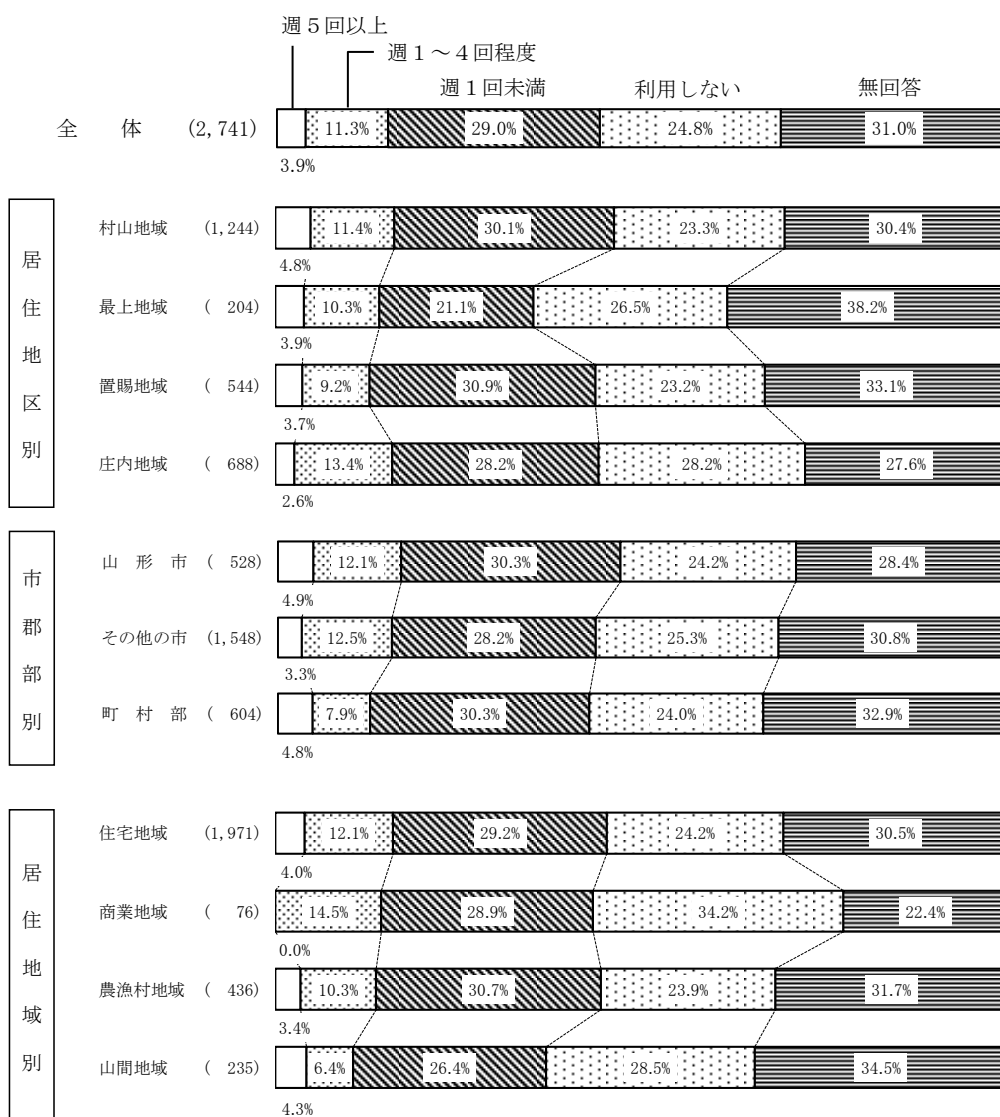 週５回以上
週１～４回程度
週１回未満 利用しない 無回答
全 体 (2,741) 11.3% 29.0% 24.8% 31.0%
3.9%
居住地区別
村山地域 (1,244) 11.4% 30.1% 23.3% 30.4%
4.8%
最上地域 ( 204) 10.3% 21.1% 26.5% 38.2%
3.9%
置賜地域 ( 544) 9.2% 30.9% 23.2% 33.1%
3.7%
庄内地域 ( 688) 13.4% 28.2% 28.2% 27.6%
2.6%
市郡部別
山 形 市 ( 528) 12.1% 30.3% 24.2% 28.4%
4.9%
その他の市 (1,548) 12.5% 28.2% 25.3% 30.8%
3.3%
町 村 部 ( 604) 7.9% 30.3% 24.0% 32.9%
4.8%
居住地域別
住宅地域 (1,971) 12.1% 29.2% 24.2% 30.5%
4.0%
商業地域 ( 76) 14.5% 28.9% 34.2% 22.4%
0.0%
農漁村地域 ( 436) 10.3% 30.7% 23.9% 31.7%
3.4%
山間地域 ( 235) 6.4% 26.4% 28.5% 34.5%
4.3%